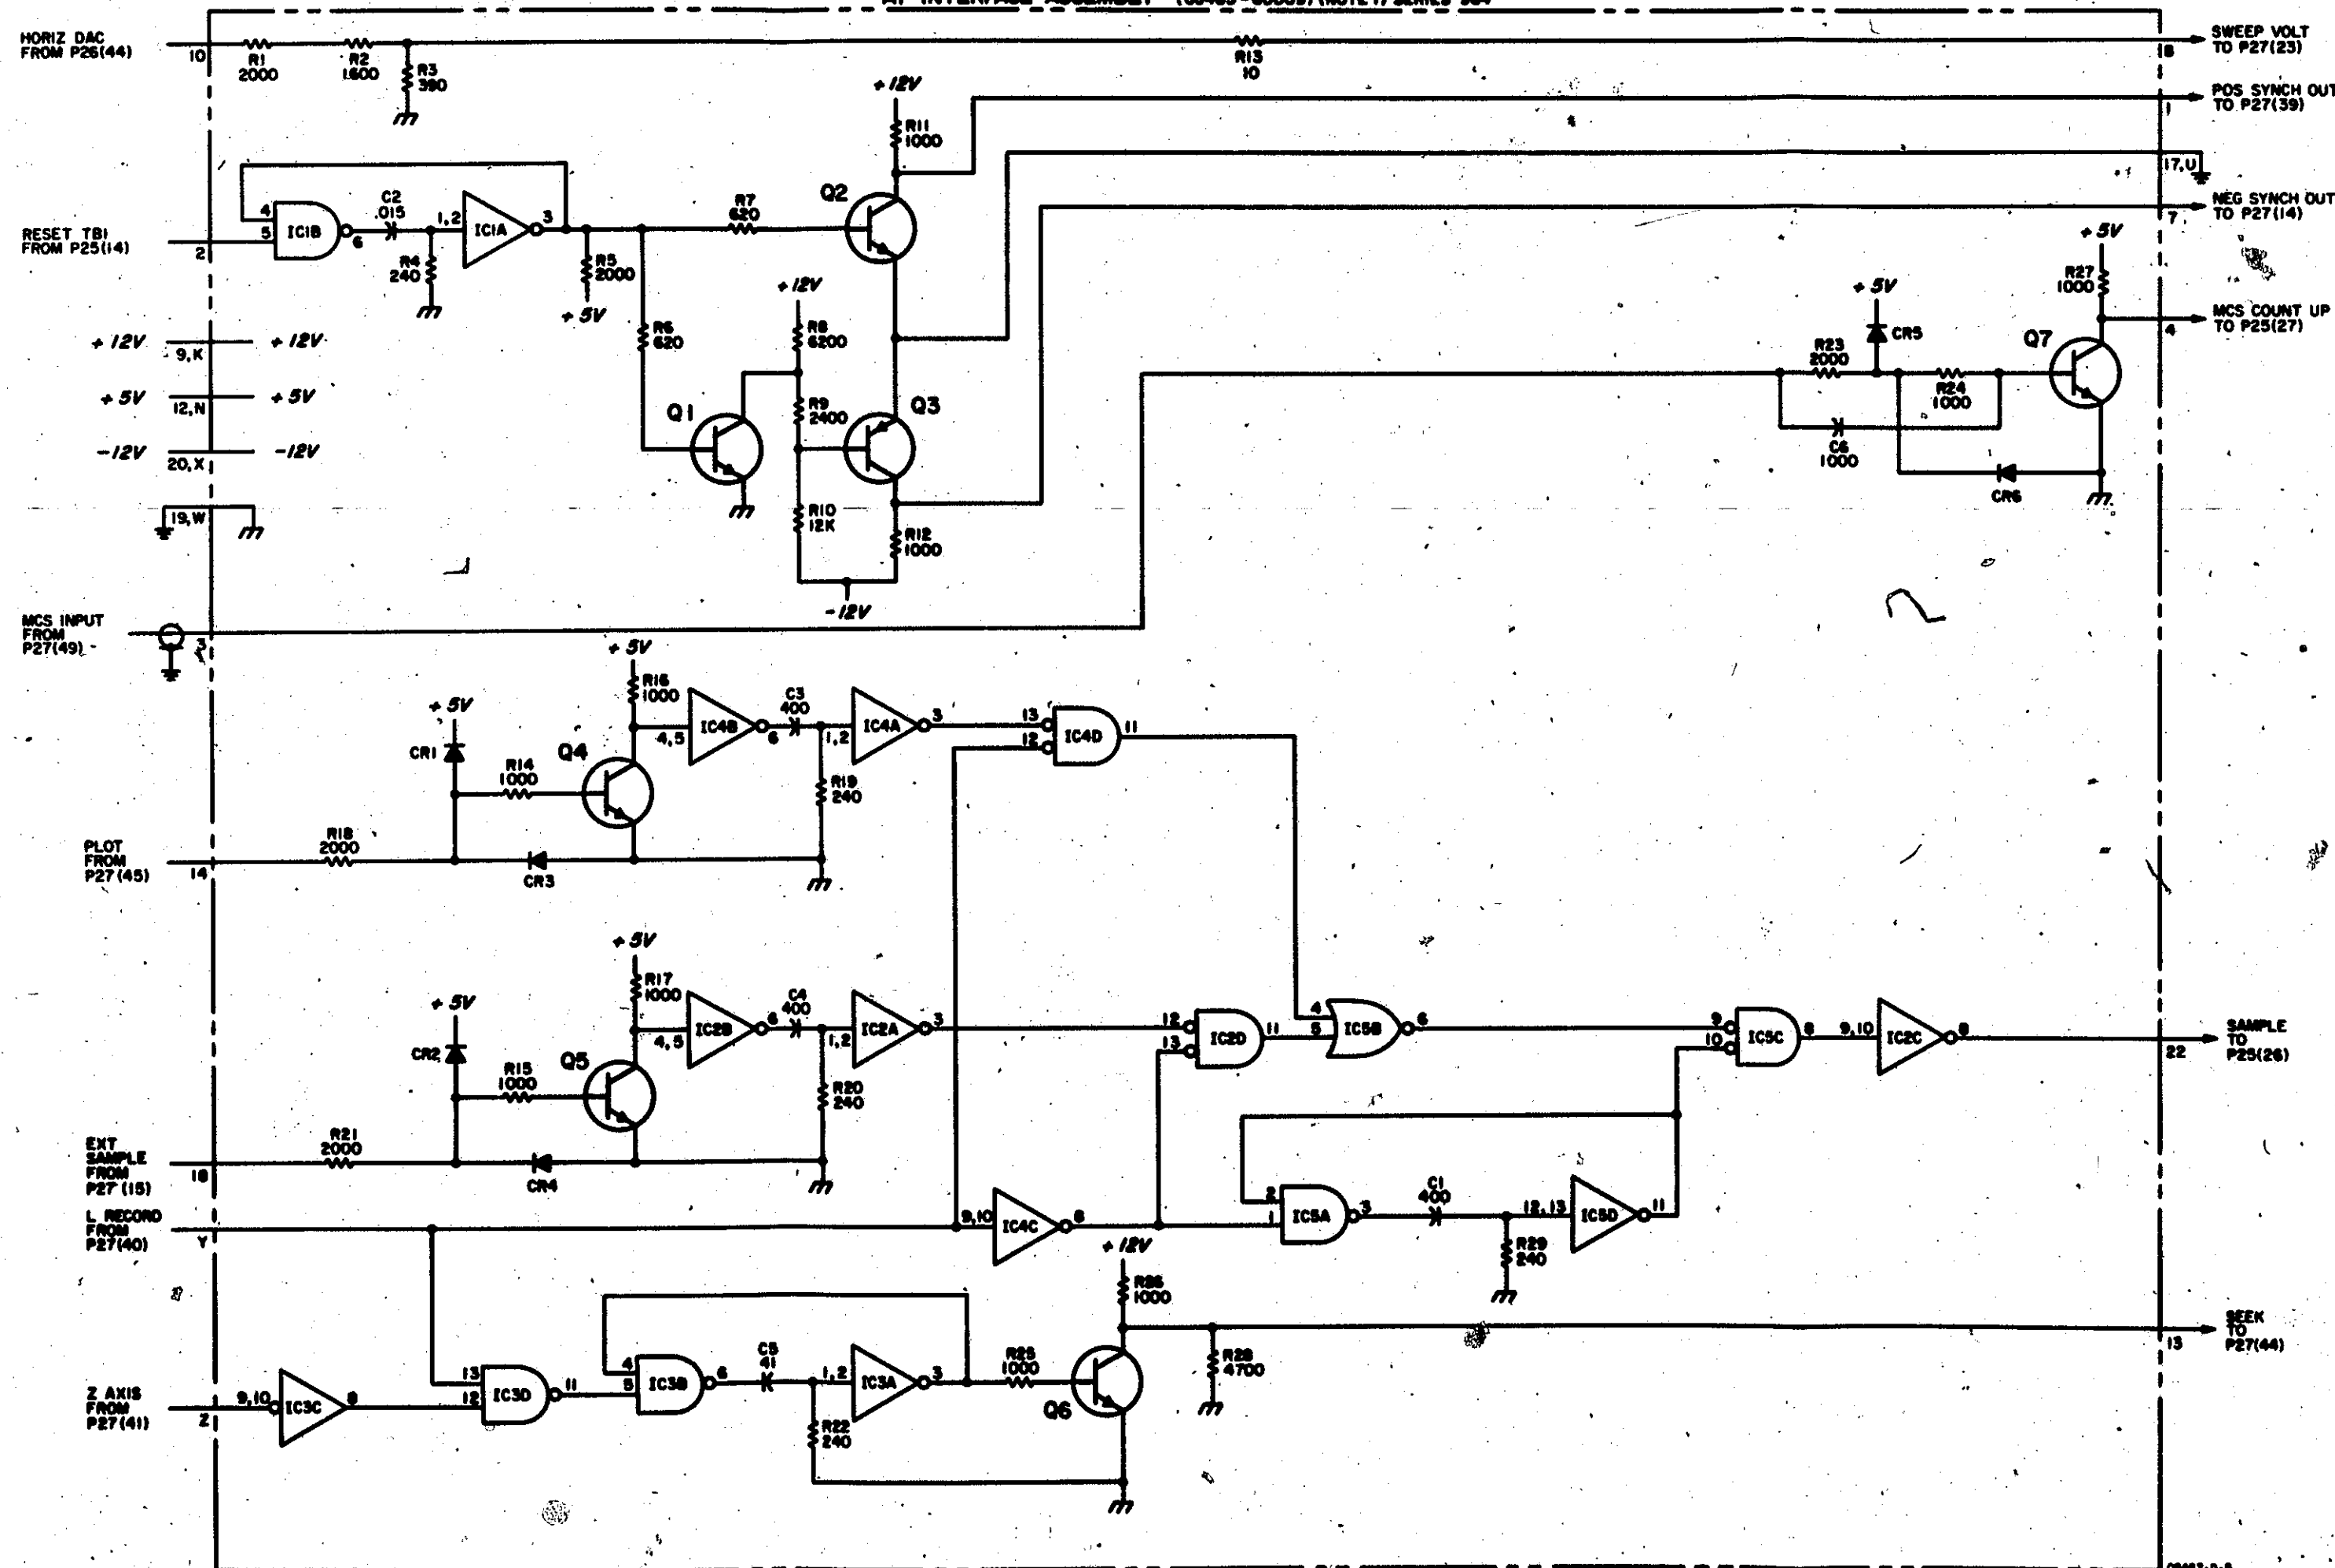 HORIZ DAC
FROM P26(44)
10
R1
2000
R2
1600
R3
390
R13
10
8
SWEEP VOLT
TO P27(23)
+12V
R11
1000
1
POS SYNCH OUT
TO P27(39)
17,U
NEG SYNCH OUT
TO P27(14)
7
RESET TB1
FROM P25(14)
2
4
5
IC1B
6
C2
.015
R4
240
1,2
IC1A
3
R5
2000
+5V
R7
620
Q2
R6
620
+12V
R8
6200
R9
2400
Q1
Q3
R10
12K
R12
1000
-12V
+12V
9,K
+12V
+5V
12,N
+5V
-12V
20,X
-12V
19,W
+5V
R27
1000
+5V
CR5
R23
2000
R24
1000
C6
1000
CR6
Q7
4
MCS COUNT UP
TO P25(27)
MCS INPUT
FROM
P27(49)
3
+5V
R16
1000
+5V
CR1
R14
1000
Q4
4,5
IC4B
6
C3
400
1,2
IC4A
3
R19
240
13
12
IC4D
11
PLOT
FROM
P27(45)
14
R18
2000
CR3
+5V
R17
1000
+5V
CR2
R15
1000
Q5
4,5
IC2B
6
C4
400
1,2
IC2A
3
R20
240
12
13
IC2D
11
4
5
IC5B
6
9
10
IC5C
8
9,10
IC2C
8
22
SAMPLE
TO
P25(26)
EXT
SAMPLE
FROM
P27(15)
18
R21
2000
CR4
L RECORD
FROM
P27(40)
Y
9,10
IC4C
2
1
IC5A
3
C1
400
12,13
IC5D
11
R29
240
+12V
1000
SEEK
TO
P27(44)
13
R28
4700
Z AXIS
FROM
P27(41)
Z
9,10
IC3C
8
13
12
IC3D
11
4
5
IC3B
6
C5
41
1,2
IC3A
3
R22
240
R25
1000
Q6